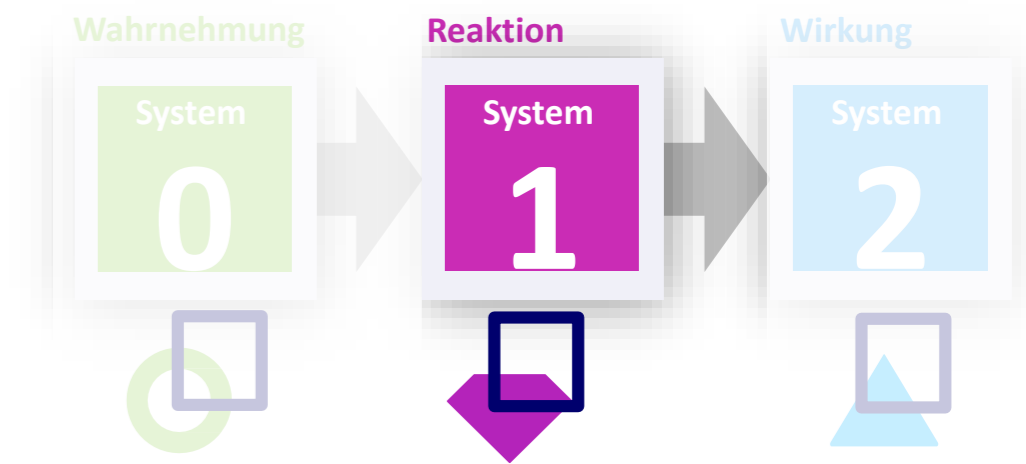 Wahrnehmung
Reaktion
Wirkung
System
0
System
1
System
2